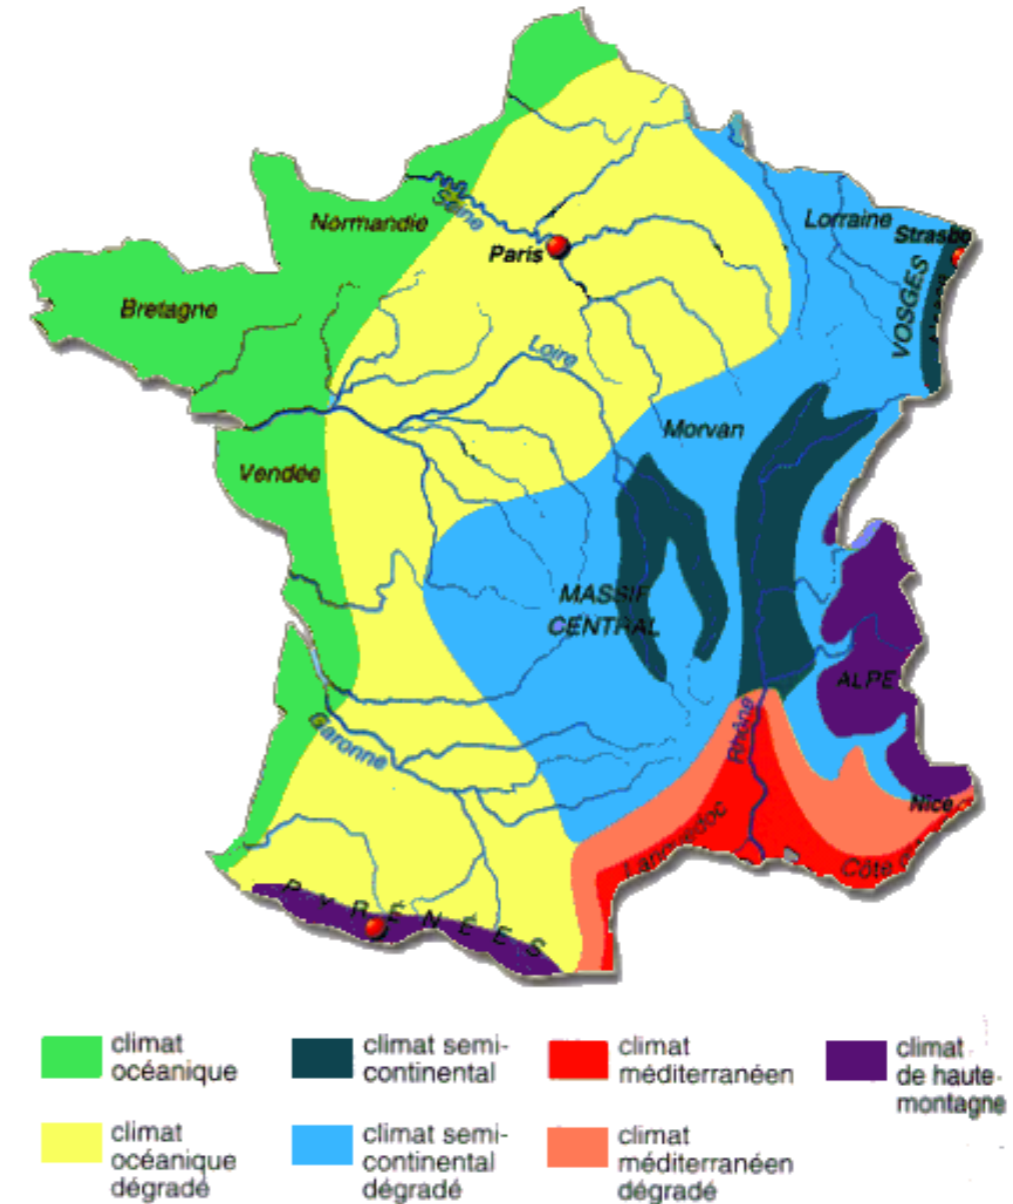 Normandie
Seine
Lorraine
Strasbo
Paris
Bretagne
VOSGES
Loire
Morvan
Vendée
MASSIF
CENTRAL
ALPE
Garonne
Rhône
Languedoc
Nice
Côte
PYRÉNÉES
climat
océanique
climat semi-
continental
climat
méditerranéen
climat
de haute-
montagne
climat
océanique
dégradé
climat semi-
continental
dégradé
climat
méditerranéen
dégradé